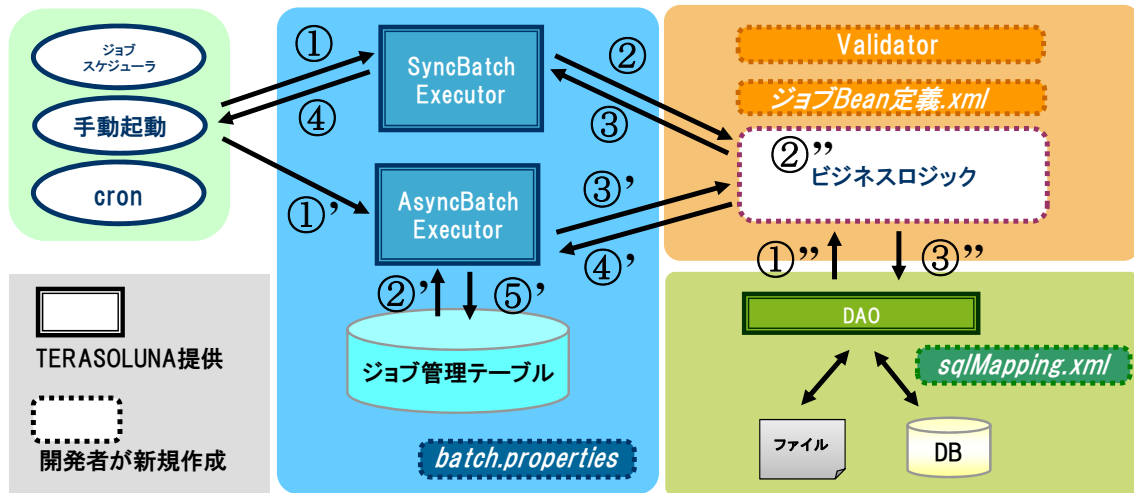 ジョブ
スケジューラ
手動起動
cron
①
④
①’
SyncBatch
Executor
AsyncBatch
Executor
②
③
③’
④’
②’
⑤’
ジョブ管理テーブル
batch.properties
Validator
ジョブBean定義.xml
②”
ビジネスロジック
①”
③”
DAO
sqlMapping.xml
ファイル
DB
TERASOLUNA提供
開発者が新規作成